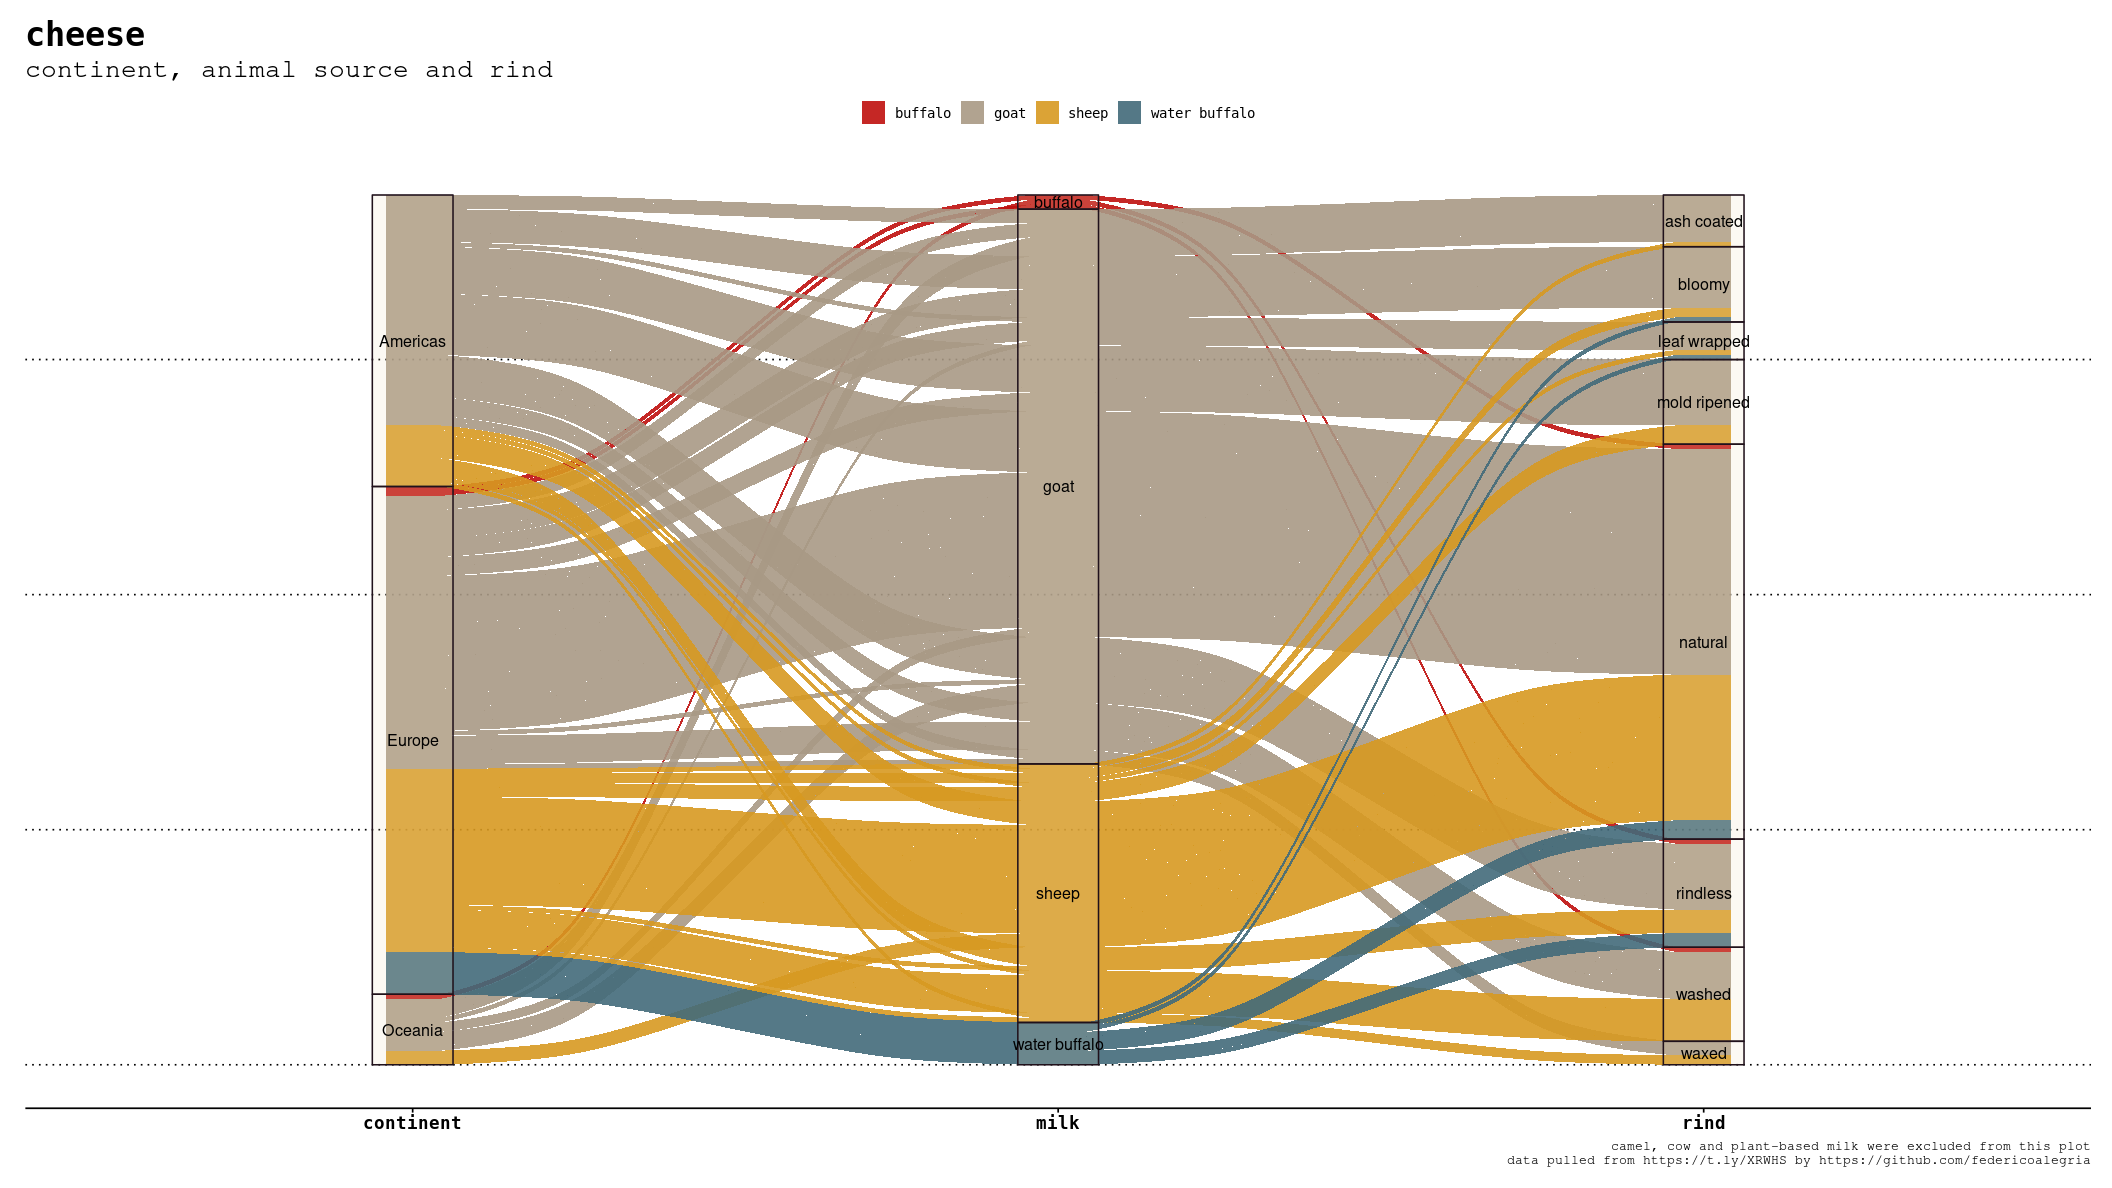 cheese
continent, animal source and rind
buffalo goat sheep water buffalo
buffalo
ash coated
bloomy
Americas
leaf wrapped
mold ripened
goat
natural
Europe
sheep
rindless
washed
Oceania
water buffalo
waxed
continent milk rind
camel, cow and plant-based milk were excluded from this plot
data pulled from https://t.ly/XRWHS by https://github.com/federicoalegria